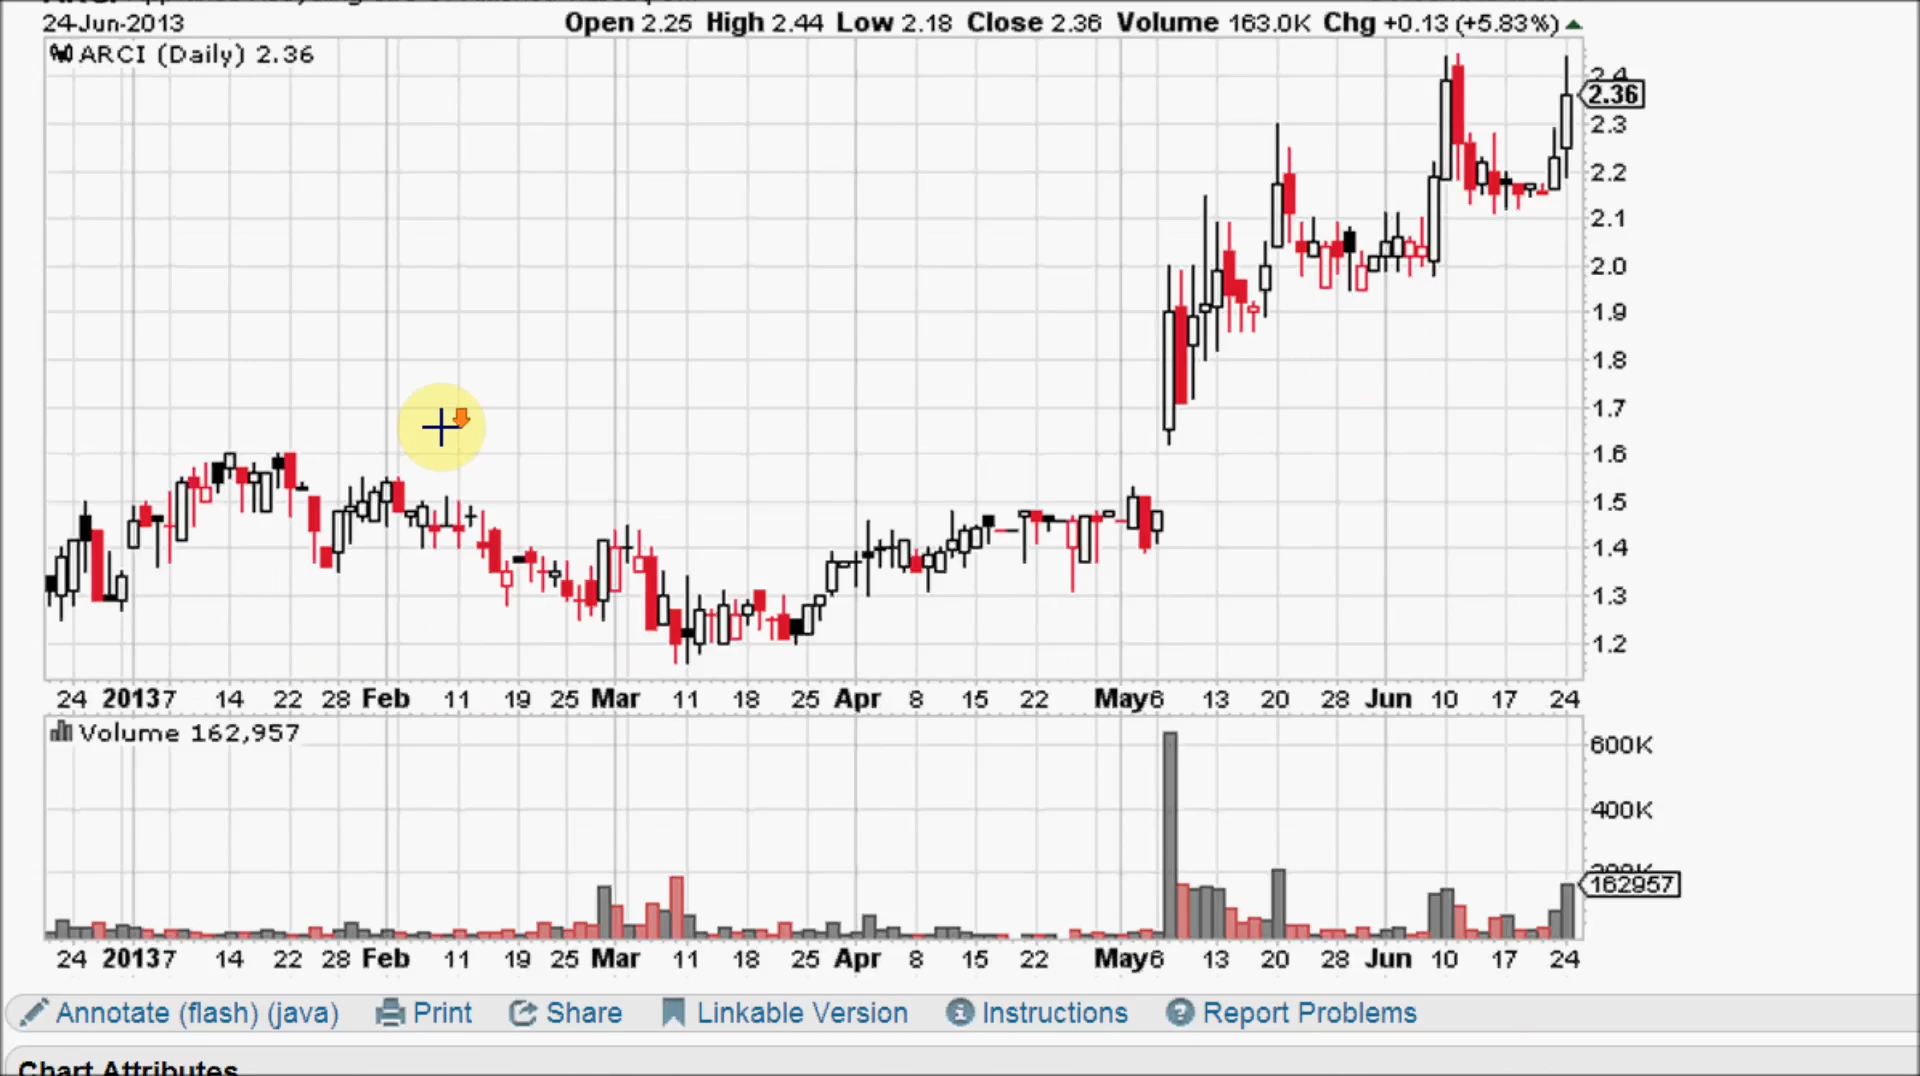 24-Jun-2013 Open 2.25 High 2.44 Low 2.18 Close 2.36 Volume 163.0K Chg +0.13 (+5.83%)
ARCI (Daily) 2.36
2.4
2.36
2.3
2.2
2.1
2.0
1.9
1.8
1.7
1.6
1.5
1.4
1.3
1.2
24 2013 7 14 22 28 Feb 11 19 25 Mar 11 18 25 Apr 8 15 22 May 6 13 20 28 Jun 10 17 24
Volume 162,957
600K
400K
200K
162957
24 2013 7 14 22 28 Feb 11 19 25 Mar 11 18 25 Apr 8 15 22 May 6 13 20 28 Jun 10 17 24
Annotate (flash) (java) Print Share Linkable Version Instructions Report Problems
Chart Attributes